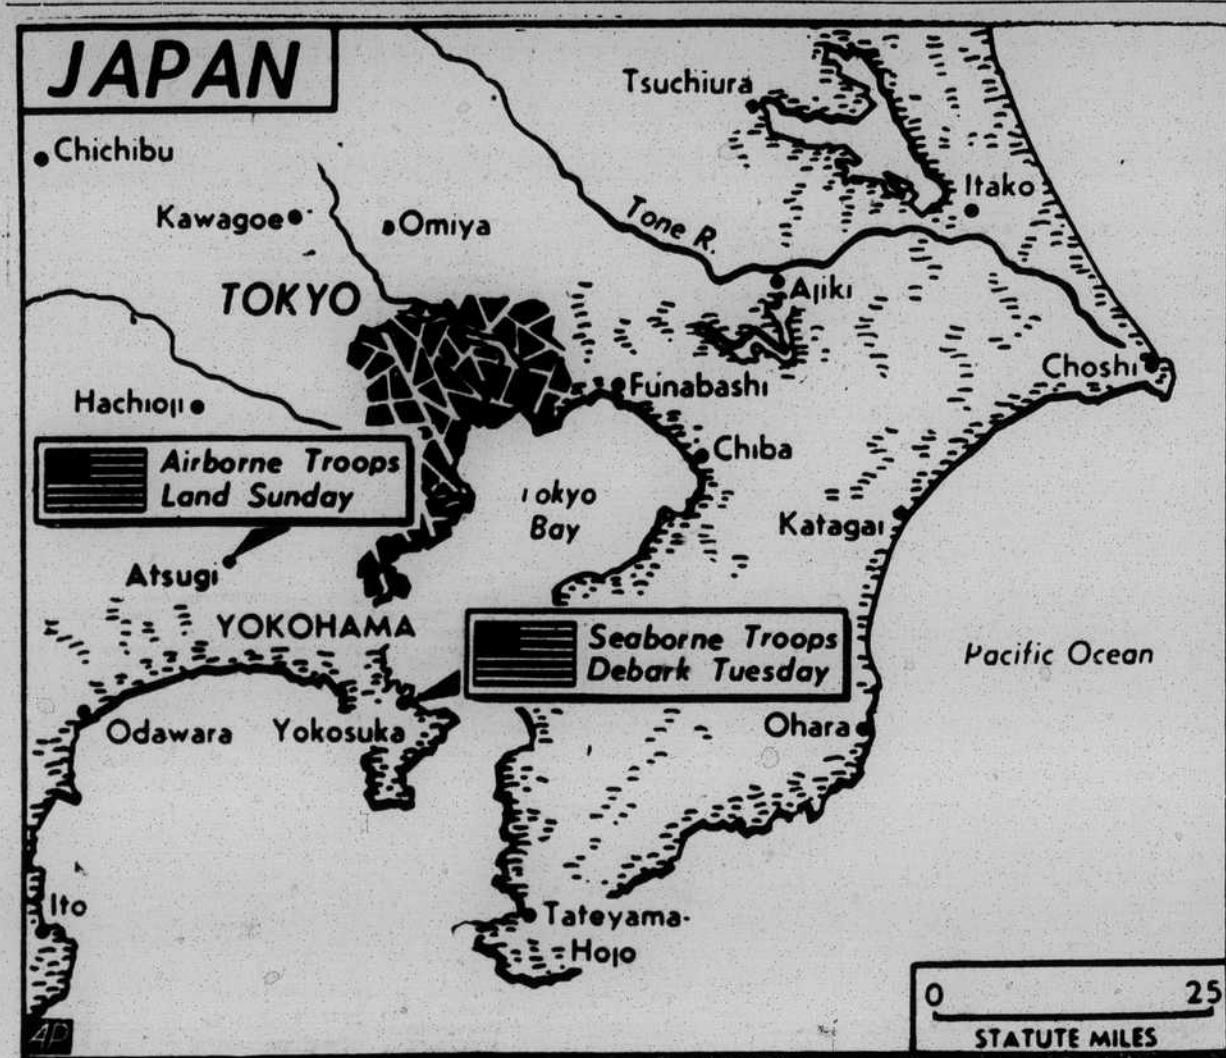 JAPAN
Tsuchiura
Chichibu
Itako
Kawagoe
Omiya
Tone R.
TOKYO
Ajiki
Choshi
Funabashi
Hachioji
Airborne Troops
Land Sunday
Chiba
Tokyo
Bay
Katagai
Atsugi
YOKOHAMA
Seaborne Troops
Debark Tuesday
Pacific Ocean
Odawara
Yokosuka
Ohara
Ito
Tateyama-
Hojo
0 25
STATUTE MILES
AP